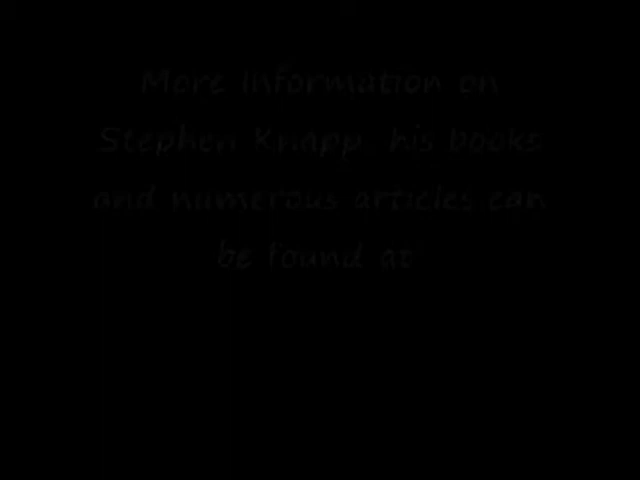 More information on
Stephen Knapp, his books
and numerous articles can
be found at: